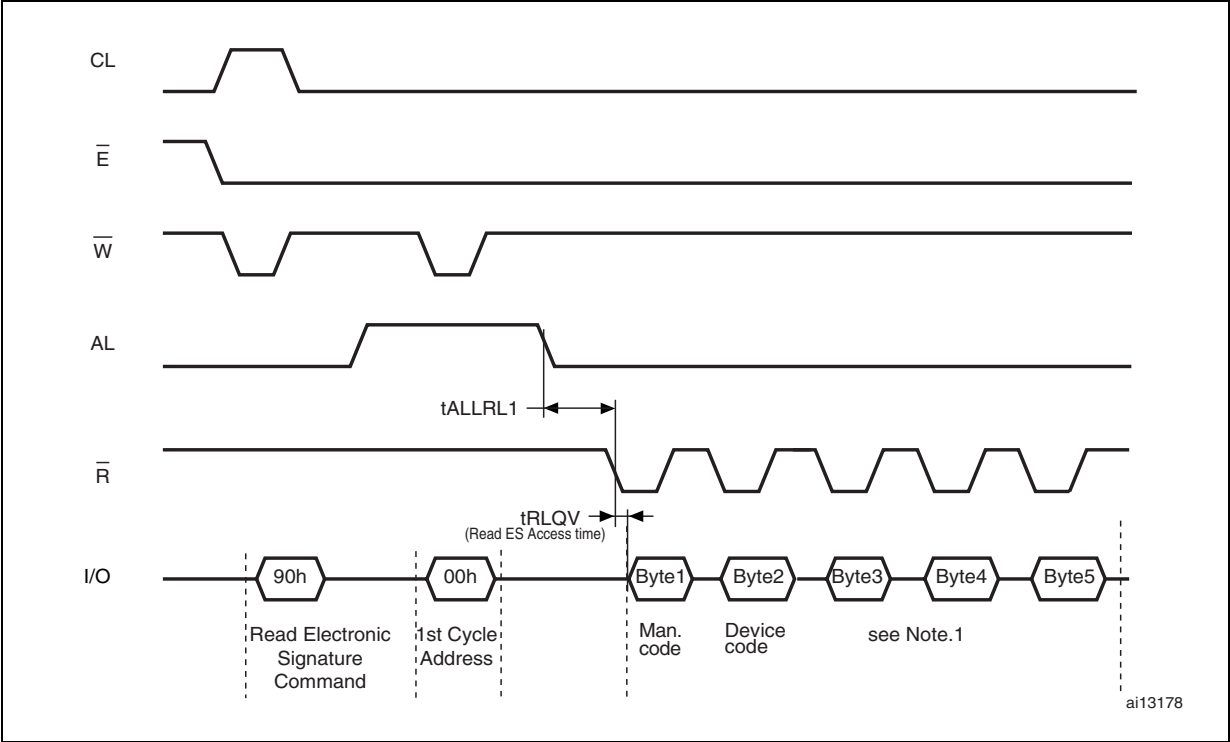 CL
E
W
AL
tALLRL1
R
tRLQV
(Read ES Access time)
I/O
90h
00h
Byte1
Byte2
Byte3
Byte4
Byte5
Read Electronic
Signature
Command
1st Cycle
Address
Man.
code
Device
code
see Note.1
ai13178